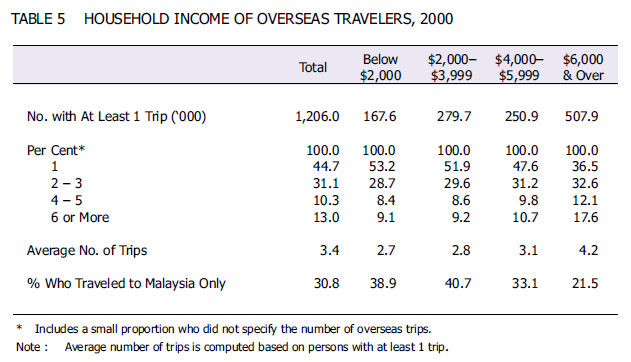 TABLE 5 HOUSEHOLD INCOME OF OVERSEAS TRAVELERS, 2000
Total Below $2,000 $2,000– $3,999 $4,000– $5,999 $6,000 & Over
No. with At Least 1 Trip (‘000) 1,206.0 167.6 279.7 250.9 507.9
Per Cent* 100.0 100.0 100.0 100.0 100.0
1 44.7 53.2 51.9 47.6 36.5
2 – 3 31.1 28.7 29.6 31.2 32.6
4 – 5 10.3 8.4 8.6 9.8 12.1
6 or More 13.0 9.1 9.2 10.7 17.6
Average No. of Trips 3.4 2.7 2.8 3.1 4.2
% Who Traveled to Malaysia Only 30.8 38.9 40.7 33.1 21.5
* Includes a small proportion who did not specify the number of overseas trips.
Note : Average number of trips is computed based on persons with at least 1 trip.